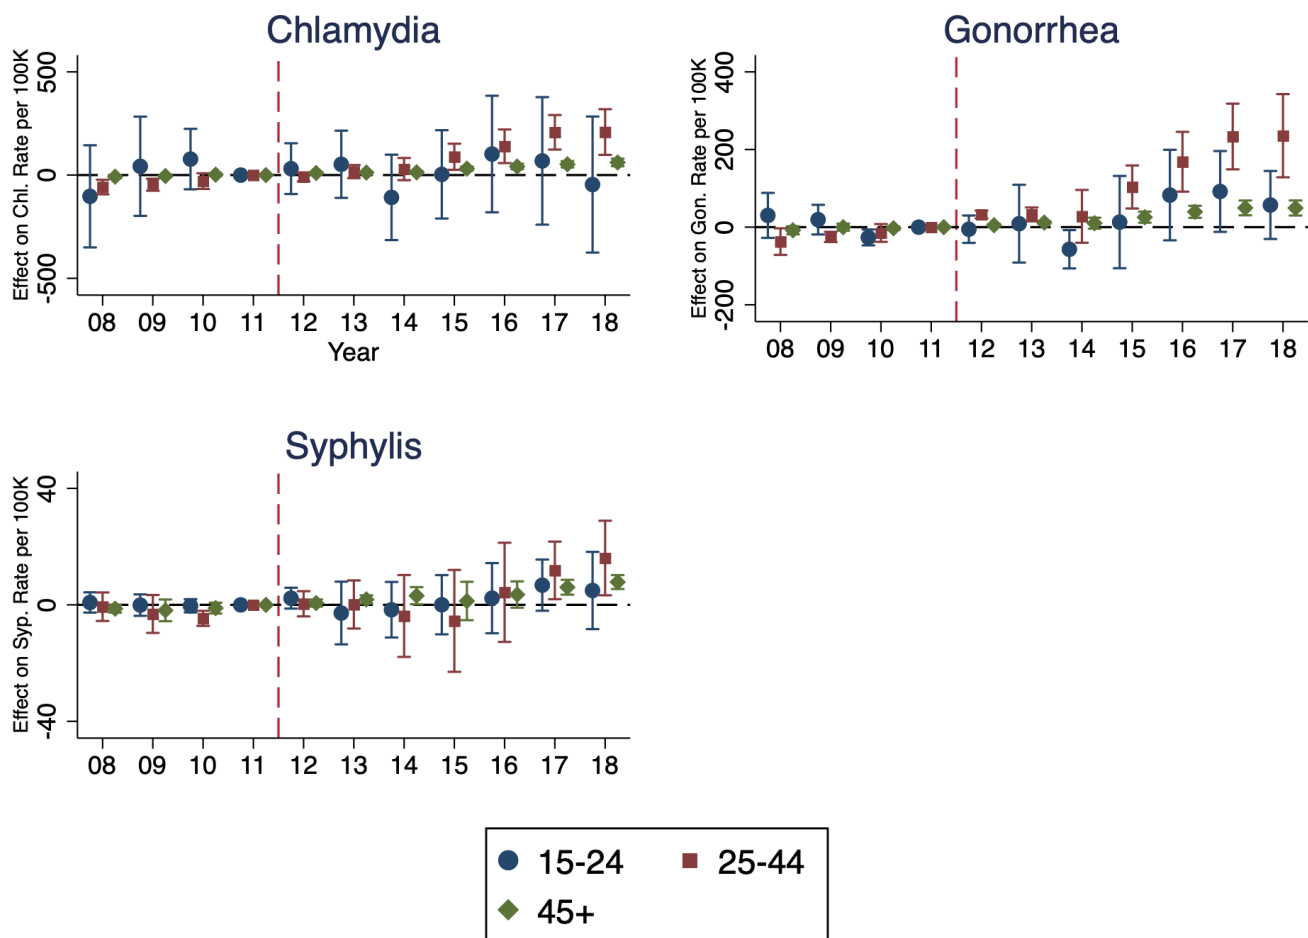 Chlamydia
Effect on Chl. Rate per 100K
500
0
-500
08 09 10 11 12 13 14 15 16 17 18
Year
Gonorrhea
Effect on Gon. Rate per 100K
400
200
0
-200
08 09 10 11 12 13 14 15 16 17 18
Syphylis
Effect on Syp. Rate per 100K
40
0
-40
08 09 10 11 12 13 14 15 16 17 18
15-24 25-44
45+